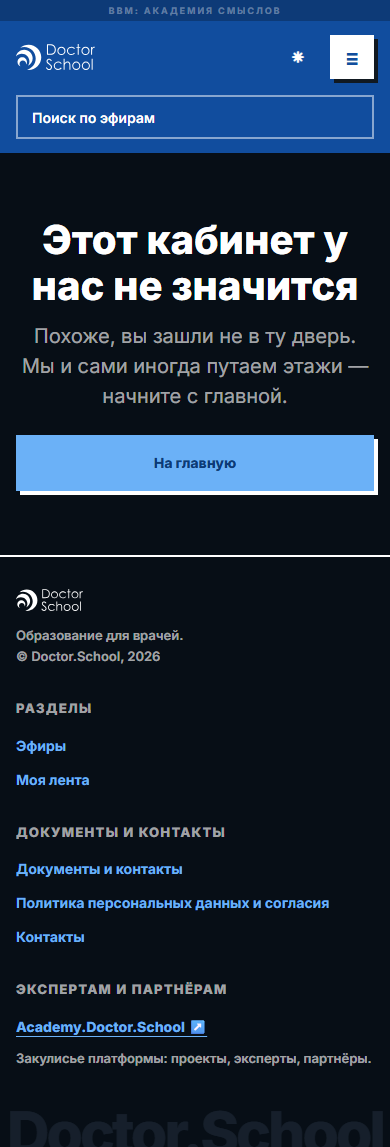 ВВМ: АКАДЕМИЯ СМЫСЛОВ
Doctor
School
Поиск по эфирам
Этот кабинет у
нас не значится
Похоже, вы зашли не в ту дверь.
Мы и сами иногда путаем этажи —
начните с главной.
На главную
Doctor
School
Образование для врачей.
© Doctor.School, 2026
РАЗДЕЛЫ
Эфиры
Моя лента
ДОКУМЕНТЫ И КОНТАКТЫ
Документы и контакты
Политика персональных данных и согласия
Контакты
ЭКСПЕРТАМ И ПАРТНЁРАМ
Academy.Doctor.School ↗
Закулисье платформы: проекты, эксперты, партнёры.
Doctor.School